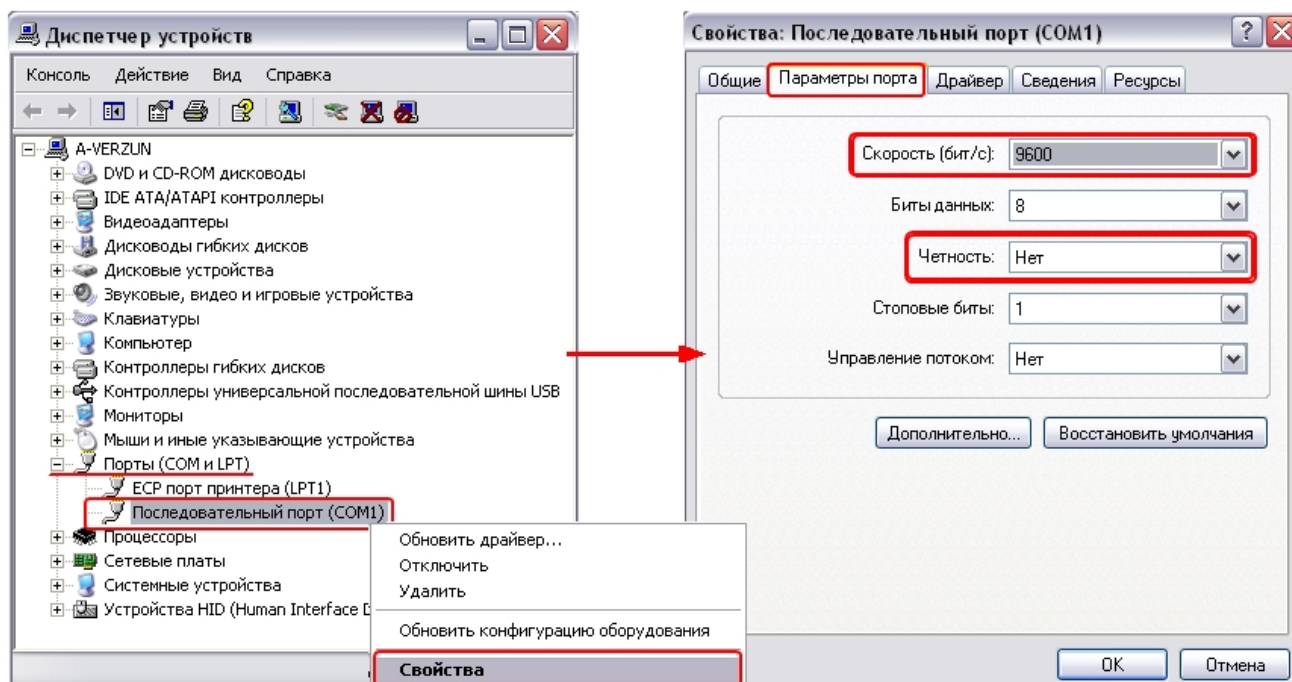 Диспетчер устройств
Консоль Действие Вид Справка
A-VERZUN
DVD и CD-ROM дисководы
IDE ATA/ATAPI контроллеры
Видеоадаптеры
Дисководы гибких дисков
Дисковые устройства
Звуковые, видео и игровые устройства
Клавиатуры
Компьютер
Контроллеры гибких дисков
Контроллеры универсальной последовательной шины USB
Мониторы
Мыши и иные указывающие устройства
Порты (COM и LPT)
ECP порт принтера (LPT1)
Последовательный порт (COM1)
Процессоры
Сетевые платы
Системные устройства
Устройства HID (Human Interface
Обновить драйвер...
Отключить
Удалить
Обновить конфигурацию оборудования
Свойства
Свойства: Последовательный порт (COM1)
Общие Параметры порта Драйвер Сведения Ресурсы
Скорость (бит/с): 9600
Биты данных: 8
Четность: Нет
Стоповые биты: 1
Управление потоком: Нет
Дополнительно... Восстановить умолчания
OK Отмена